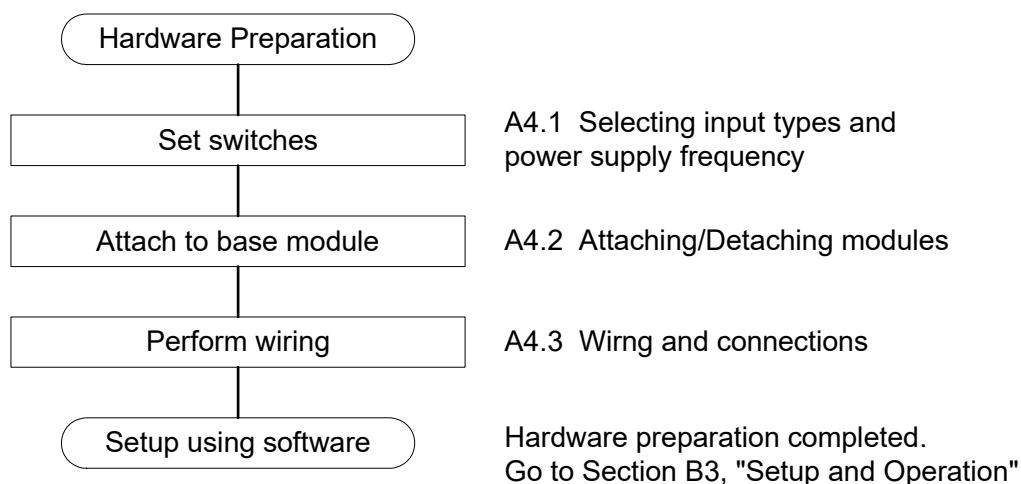 Hardware Preparation
Set switches
A4.1 Selecting input types and
power supply frequency
Attach to base module
A4.2 Attaching/Detaching modules
Perform wiring
A4.3 Wirng and connections
Setup using software
Hardware preparation completed.
Go to Section B3, "Setup and Operation"